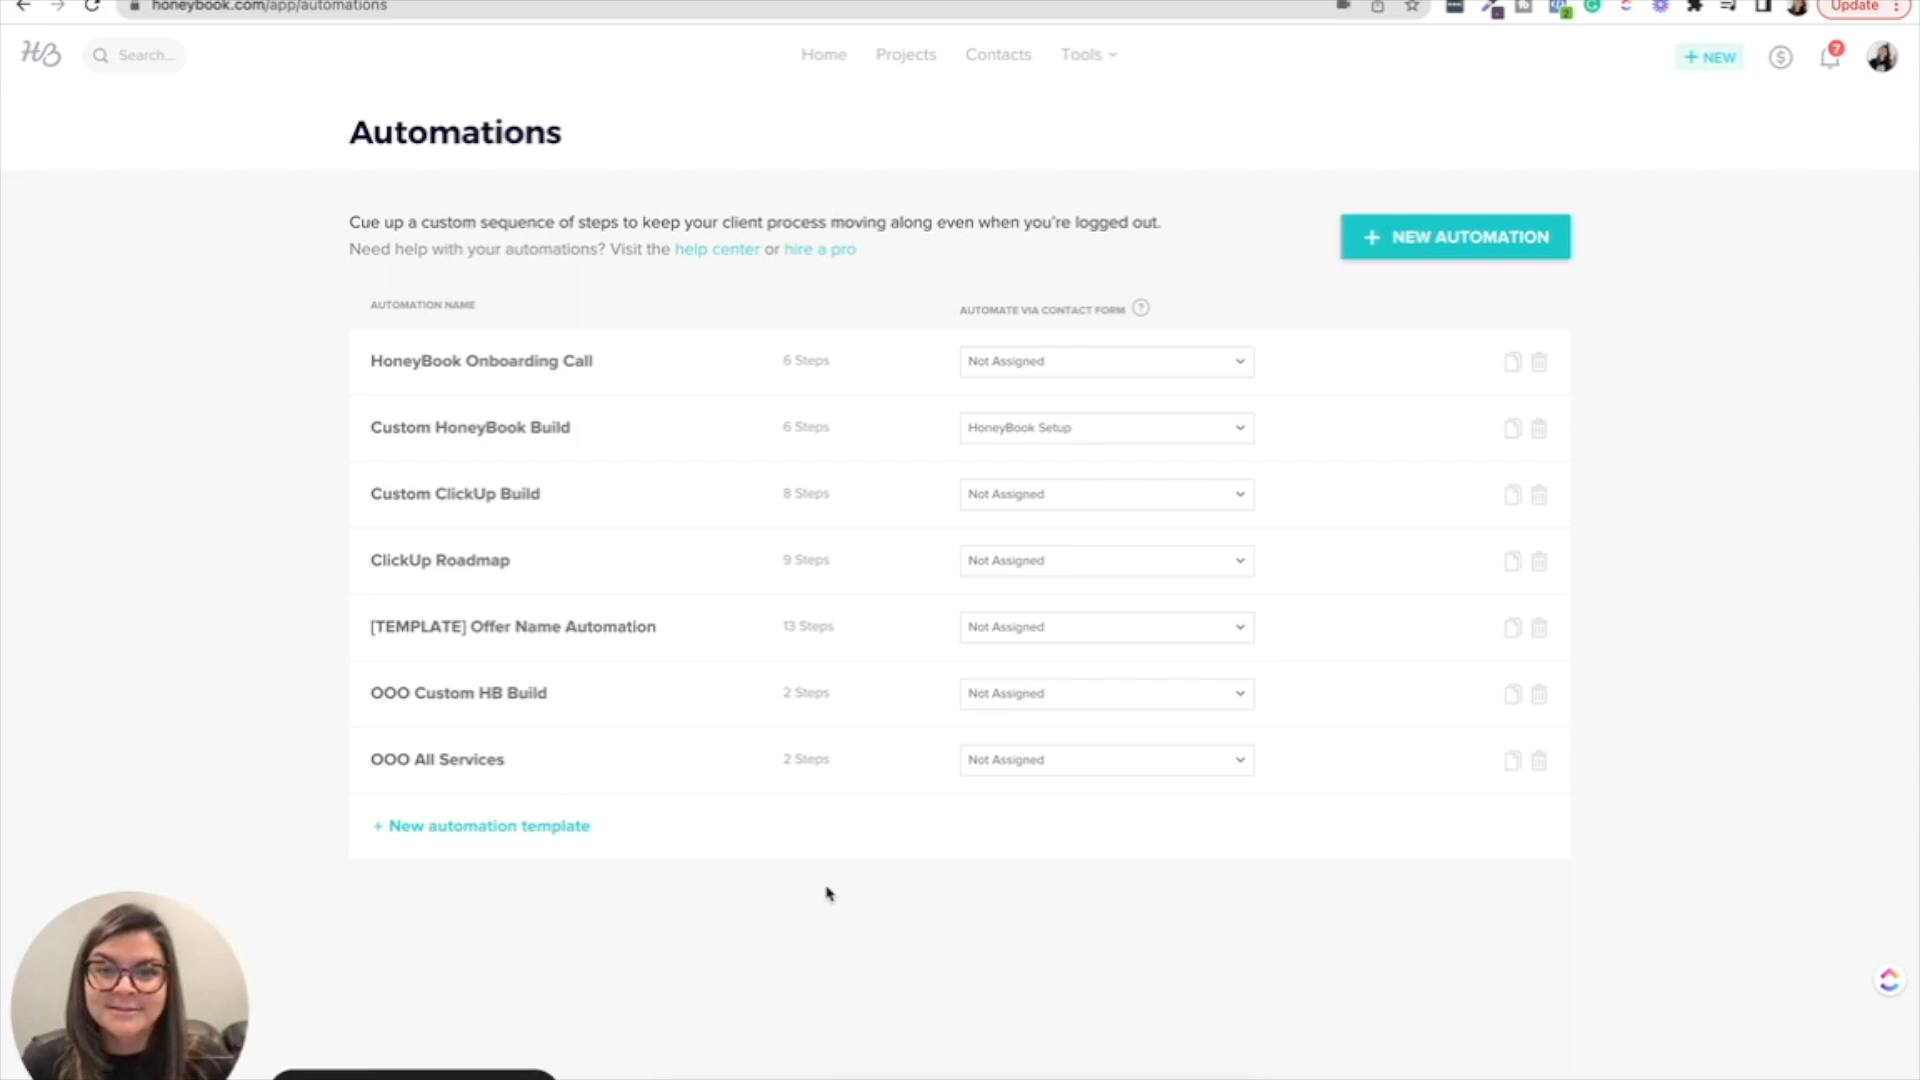 honeybook.com/app/automations
Update
HB
Search...
Home Projects Contacts Tools
+ NEW
7
Automations
Cue up a custom sequence of steps to keep your client process moving along even when you're logged out.
Need help with your automations? Visit the help center or hire a pro
+ NEW AUTOMATION
AUTOMATION NAME AUTOMATE VIA CONTACT FORM ?
HoneyBook Onboarding Call 6 Steps Not Assigned
Custom HoneyBook Build 6 Steps HoneyBook Setup
Custom ClickUp Build 8 Steps Not Assigned
ClickUp Roadmap 9 Steps Not Assigned
[TEMPLATE] Offer Name Automation 13 Steps Not Assigned
OOO Custom HB Build 2 Steps Not Assigned
OOO All Services 2 Steps Not Assigned
+ New automation template